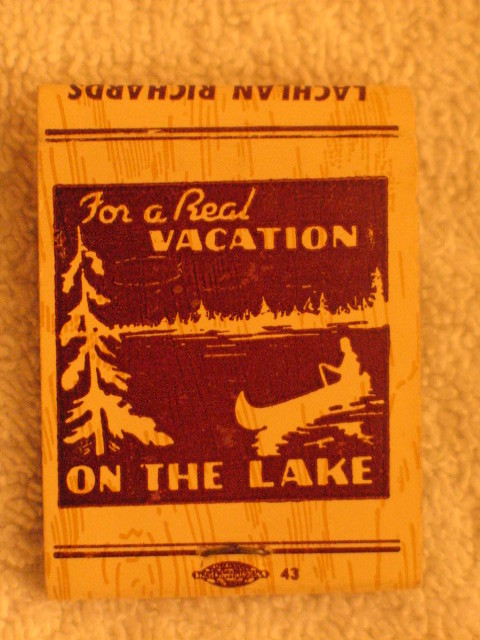 LACHLAN RICHARDS
For a Real
VACATION
ON THE LAKE
43